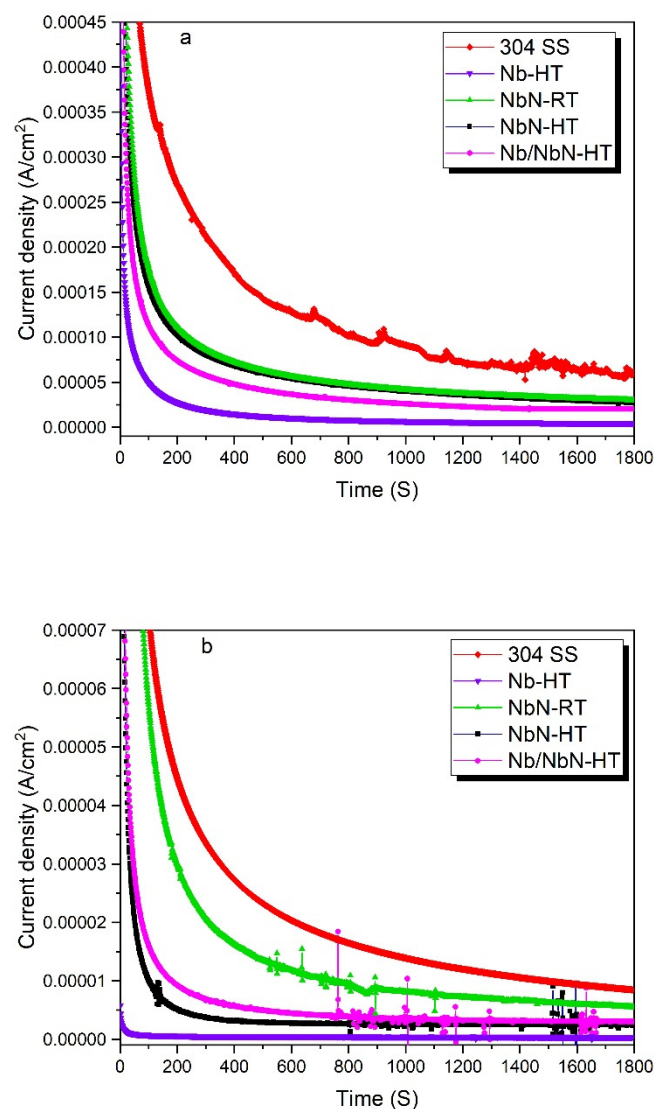 a
304 SS
Nb-HT
NbN-RT
NbN-HT
Nb/NbN-HT
Current density (A/cm²)
0.00045
0.00040
0.00035
0.00030
0.00025
0.00020
0.00015
0.00010
0.00005
0.00000
0 200 400 600 800 1000 1200 1400 1600 1800
Time (S)
b
304 SS
Nb-HT
NbN-RT
NbN-HT
Nb/NbN-HT
Current density (A/cm²)
0.00007
0.00006
0.00005
0.00004
0.00003
0.00002
0.00001
0.00000
0 200 400 600 800 1000 1200 1400 1600 1800
Time (S)